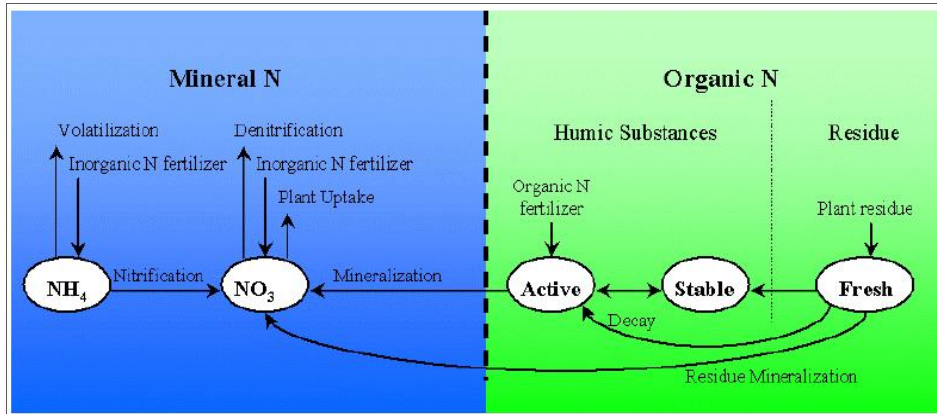 Mineral N
Organic N
Humic Substances
Residue
Volatilization
Denitrification
Inorganic N fertilizer
Inorganic N fertilizer
Plant Uptake
Organic N
fertilizer
Plant residue
NH4
Nitrification
NO3
Mineralization
Active
Stable
Fresh
Decay
Residue Mineralization